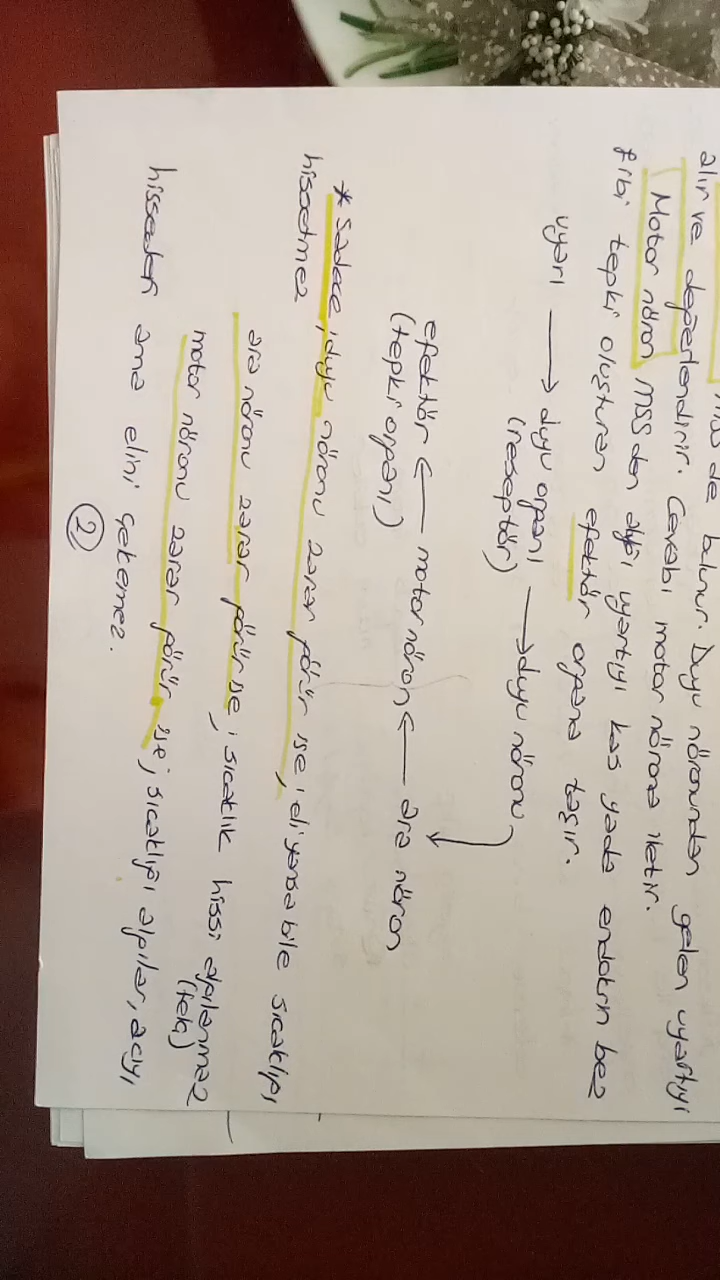 MSS de bulunur. Duyu nöronundan gelen uyartıyı
alır ve değerlendirir. Cevabı motor nörona iletir.
Motor nöron MSS den aldığı uyartıyı kas yada endokrin bez
gibi tepki oluşturan efektör organa taşır.
uyarı → duyu organı → duyu nöronu
(reseptör)
efektör ← motor nöron ← ara nöron
(tepki organı)
* Sadece, duyu nöronu zarar görür ise, eli yansa bile sıcaklığı
hissetmez
ara nöronu zarar görürse, sıcaklık hissi algılanmaz
(tek)
motor nöronu zarar görür ise, sıcaklığı algılar, acıyı
hisseder ama elini çekemez.
2